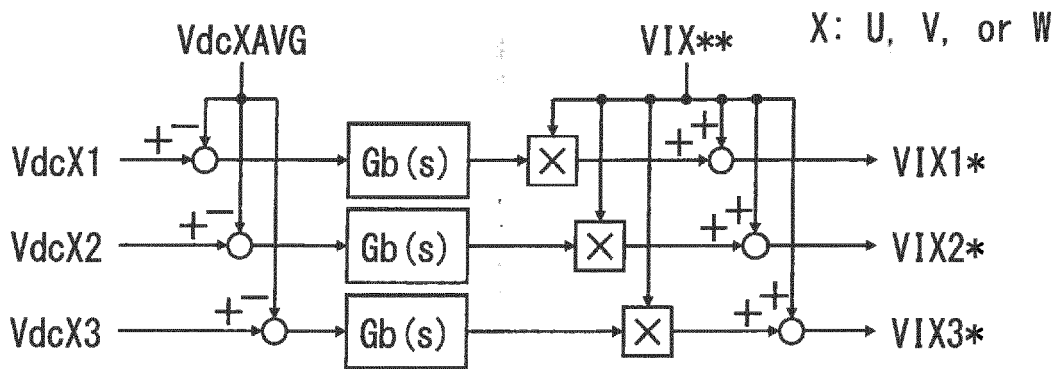 VdcXAVG
VIX**
X: U, V, or W
+ −
+ +
VdcX1
Gb(s)
×
VIX1*
+ −
+ +
VdcX2
Gb(s)
×
VIX2*
+ −
+ +
VdcX3
Gb(s)
×
VIX3*